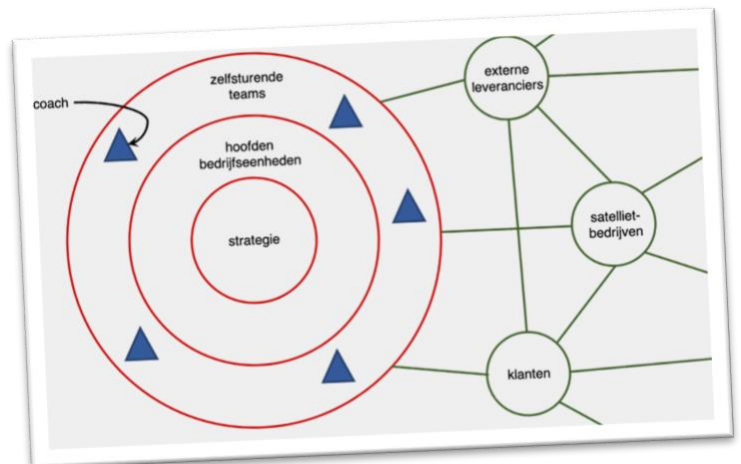 zelfsturende
teams
coach
hoofden
bedrijfseenheden
strategie
externe
leveranciers
satelliet-
bedrijven
klanten